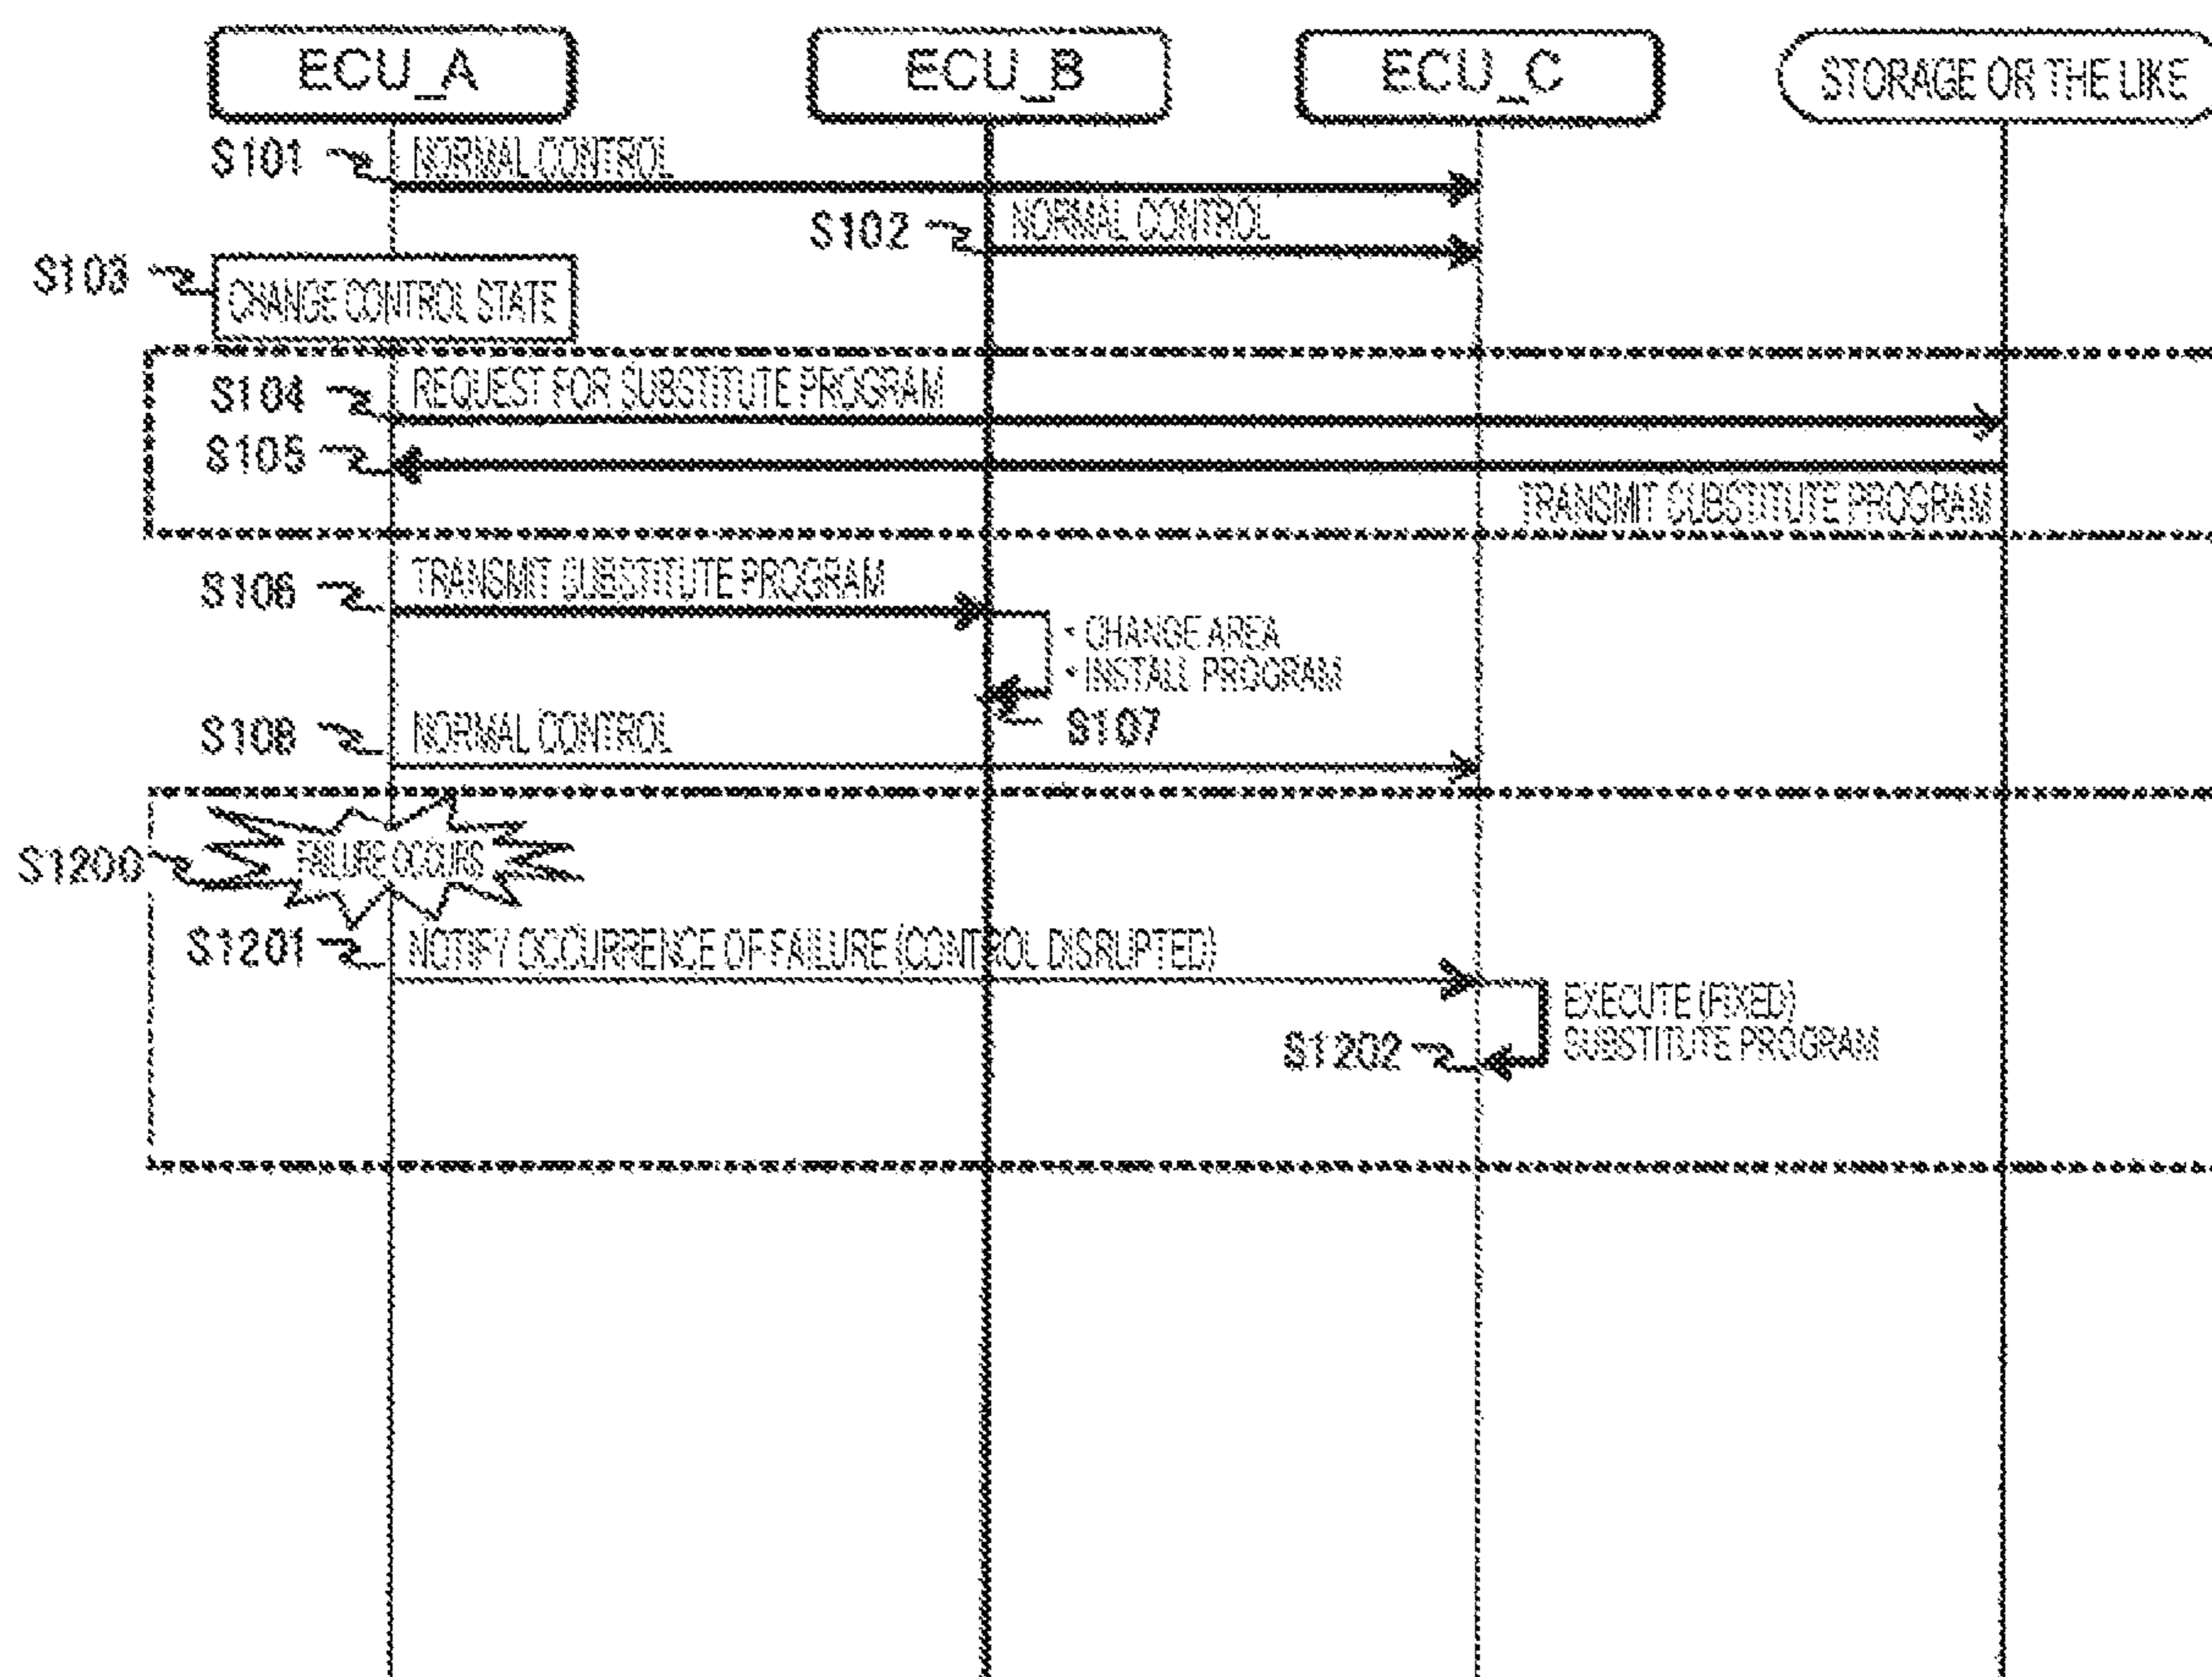 ECU_A
ECU_B
ECU_C
STORAGE OR THE LIKE
S101
NORMAL CONTROL
S102
NORMAL CONTROL
S103
CHANGE CONTROL STATE
S104
REQUEST FOR SUBSTITUTE PROGRAM
S105
TRANSMIT SUBSTITUTE PROGRAM
S106
TRANSMIT SUBSTITUTE PROGRAM
• CHANGE AREA
• INSTALL PROGRAM
S107
S108
NORMAL CONTROL
S1200
FAILURE OCCURS
S1201
NOTIFY OCCURRENCE OF FAILURE (CONTROL DISRUPTED)
EXECUTE (FIXED)
SUBSTITUTE PROGRAM
S1202